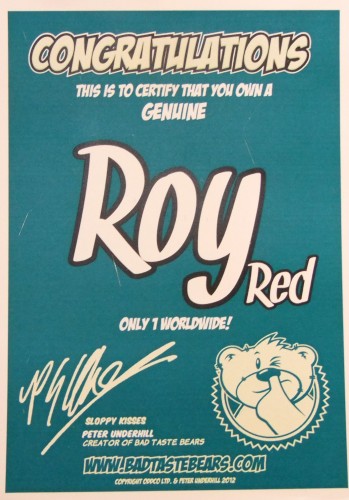 CONGRATULATIONS
THIS IS TO CERTIFY THAT YOU OWN A
GENUINE
Roy
Red
ONLY 1 WORLDWIDE!
SLOPPY KISSES
PETER UNDERHILL
CREATOR OF BAD TASTE BEARS
WWW.BADTASTEBEARS.COM
COPYRIGHT ODDCO LTD. & PETER UNDERHILL 2012